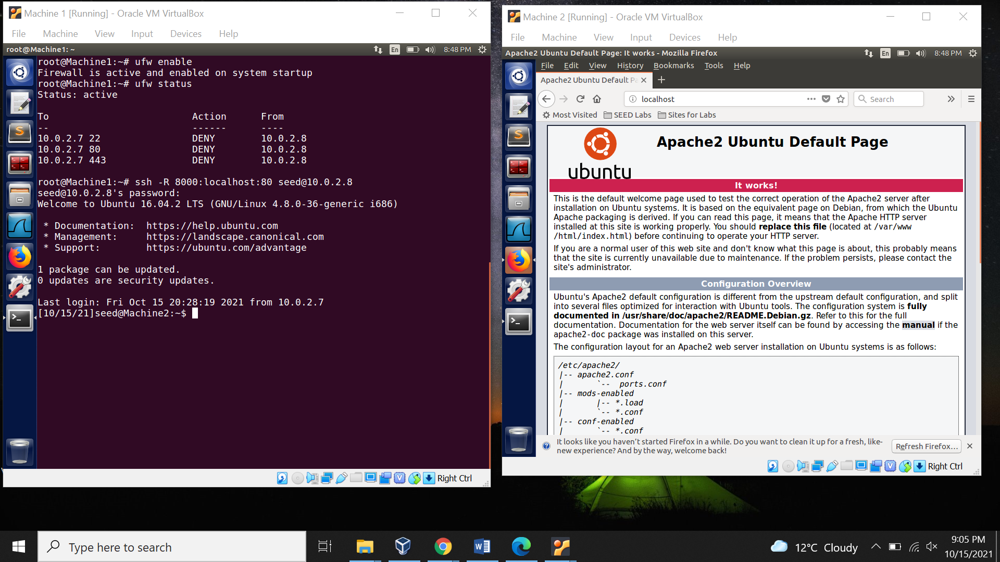 Machine 1 [Running] - Oracle VM VirtualBox
File Machine View Input Devices Help
root@Machine1: ~
En
8:48 PM
root@Machine1:~# ufw enable
Firewall is active and enabled on system startup
root@Machine1:~# ufw status
Status: active
To Action From
-- ------ ----
10.0.2.7 22 DENY 10.0.2.8
10.0.2.7 80 DENY 10.0.2.8
10.0.2.7 443 DENY 10.0.2.8
root@Machine1:~# ssh -R 8000:localhost:80 seed@10.0.2.8
seed@10.0.2.8's password:
Welcome to Ubuntu 16.04.2 LTS (GNU/Linux 4.8.0-36-generic i686)
* Documentation: https://help.ubuntu.com
* Management: https://landscape.canonical.com
* Support: https://ubuntu.com/advantage
1 package can be updated.
0 updates are security updates.
Last login: Fri Oct 15 20:28:19 2021 from 10.0.2.7
[10/15/21]seed@Machine2:~$
Right Ctrl
Machine 2 [Running] - Oracle VM VirtualBox
File Machine View Input Devices Help
Apache2 Ubuntu Default Page: It works - Mozilla Firefox
En
8:48 PM
File Edit View History Bookmarks Tools Help
Apache2 Ubuntu Default Pa
localhost
Search
Most Visited SEED Labs Sites for Labs
ubuntu
Apache2 Ubuntu Default Page
It works!
This is the default welcome page used to test the correct operation of the Apache2 server after
installation on Ubuntu systems. It is based on the equivalent page on Debian, from which the Ubuntu
Apache packaging is derived. If you can read this page, it means that the Apache HTTP server
installed at this site is working properly. You should replace this file (located at /var/www
/html/index.html) before continuing to operate your HTTP server.
If you are a normal user of this web site and don't know what this page is about, this probably means
that the site is currently unavailable due to maintenance. If the problem persists, please contact the
site's administrator.
Configuration Overview
Ubuntu's Apache2 default configuration is different from the upstream default configuration, and split
into several files optimized for interaction with Ubuntu tools. The configuration system is fully
documented in /usr/share/doc/apache2/README.Debian.gz. Refer to this for the full
documentation. Documentation for the web server itself can be found by accessing the manual if the
apache2-doc package was installed on this server.
The configuration layout for an Apache2 web server installation on Ubuntu systems is as follows:
/etc/apache2/
|-- apache2.conf
| `-- ports.conf
|-- mods-enabled
| |-- *.load
| `-- *.conf
|-- conf-enabled
| `-- *.conf
It looks like you haven't started Firefox in a while. Do you want to clean it up for a fresh, like-
new experience? And by the way, welcome back!
Refresh Firefox...
Right Ctrl
Type here to search
12°C Cloudy
9:05 PM
10/15/2021